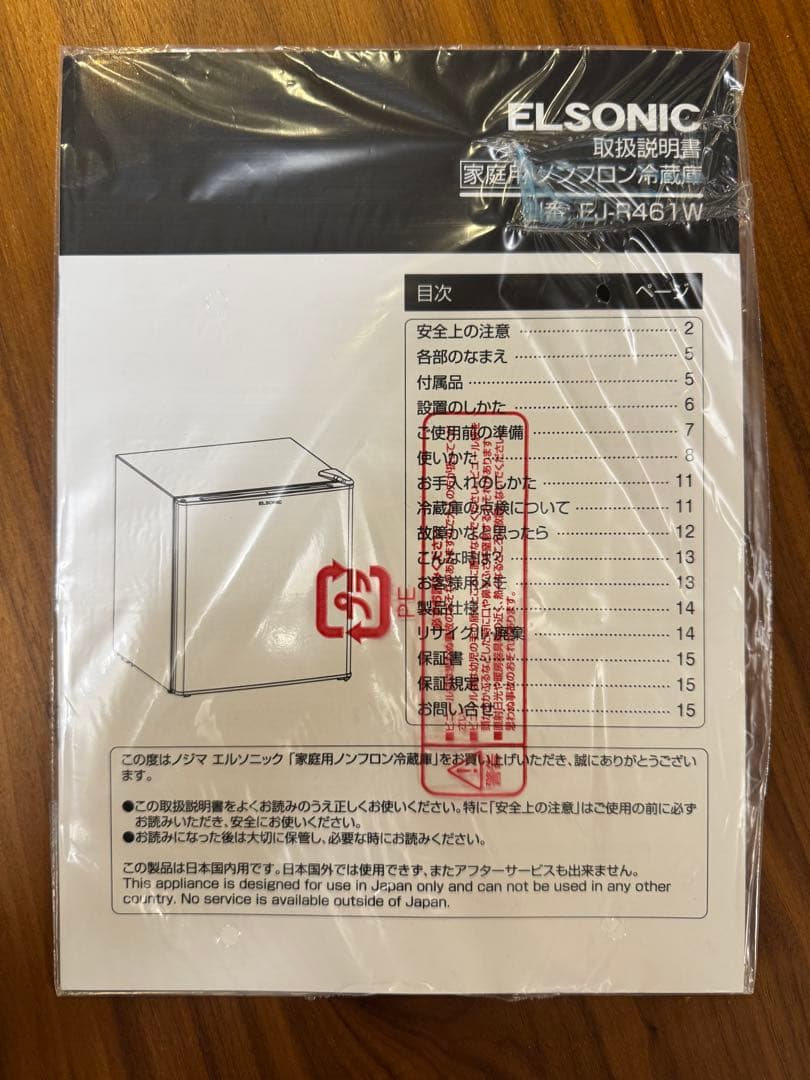 ELSONIC
取扱説明書
家庭用ノンフロン冷蔵庫
番 EJ-R461W
目次 ページ
安全上の注意 2
各部のなまえ 5
付属品 5
設置のしかた 6
ご使用前の準備 7
使いかた 8
お手入れのしかた 11
冷蔵庫の点検について 11
故障かなと思ったら 12
こんな時は? 13
お客様用メモ 13
製品仕様 14
リサイクル・廃棄 14
保証書 15
保証規定 15
お問い合せ 15
ELSONIC
プラ
PE
警告
この度はノジマ エルソニック「家庭用ノンフロン冷蔵庫」をお買い上げいただき、誠にありがとうござい
ます。
●この取扱説明書をよくお読みのうえ正しくお使いください。特に「安全上の注意」はご使用の前に必ず
お読みいただき、安全にお使いください。
●お読みになった後は大切に保管し、必要な時にお読みください。
この製品は日本国内用です。日本国外では使用できず、またアフターサービスも出来ません。
This appliance is designed for use in Japan only and can not be used in any other
country. No service is available outside of Japan.